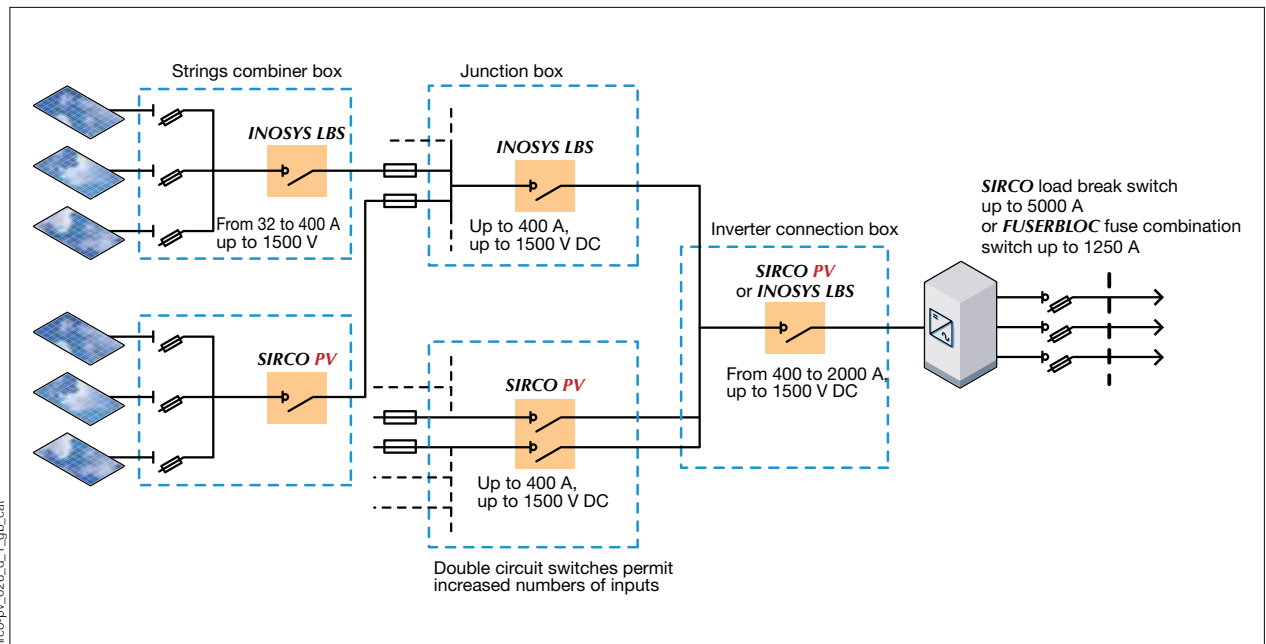 Strings combiner box
INOSYS LBS
From 32 to 400 A
up to 1500 V
SIRCO PV
Junction box
INOSYS LBS
Up to 400 A,
up to 1500 V DC
SIRCO PV
Up to 400 A,
up to 1500 V DC
Double circuit switches permit
increased numbers of inputs
Inverter connection box
SIRCO PV
or INOSYS LBS
From 400 to 2000 A,
up to 1500 V DC
SIRCO load break switch
up to 5000 A
or FUSERBLOC fuse combination
switch up to 1250 A